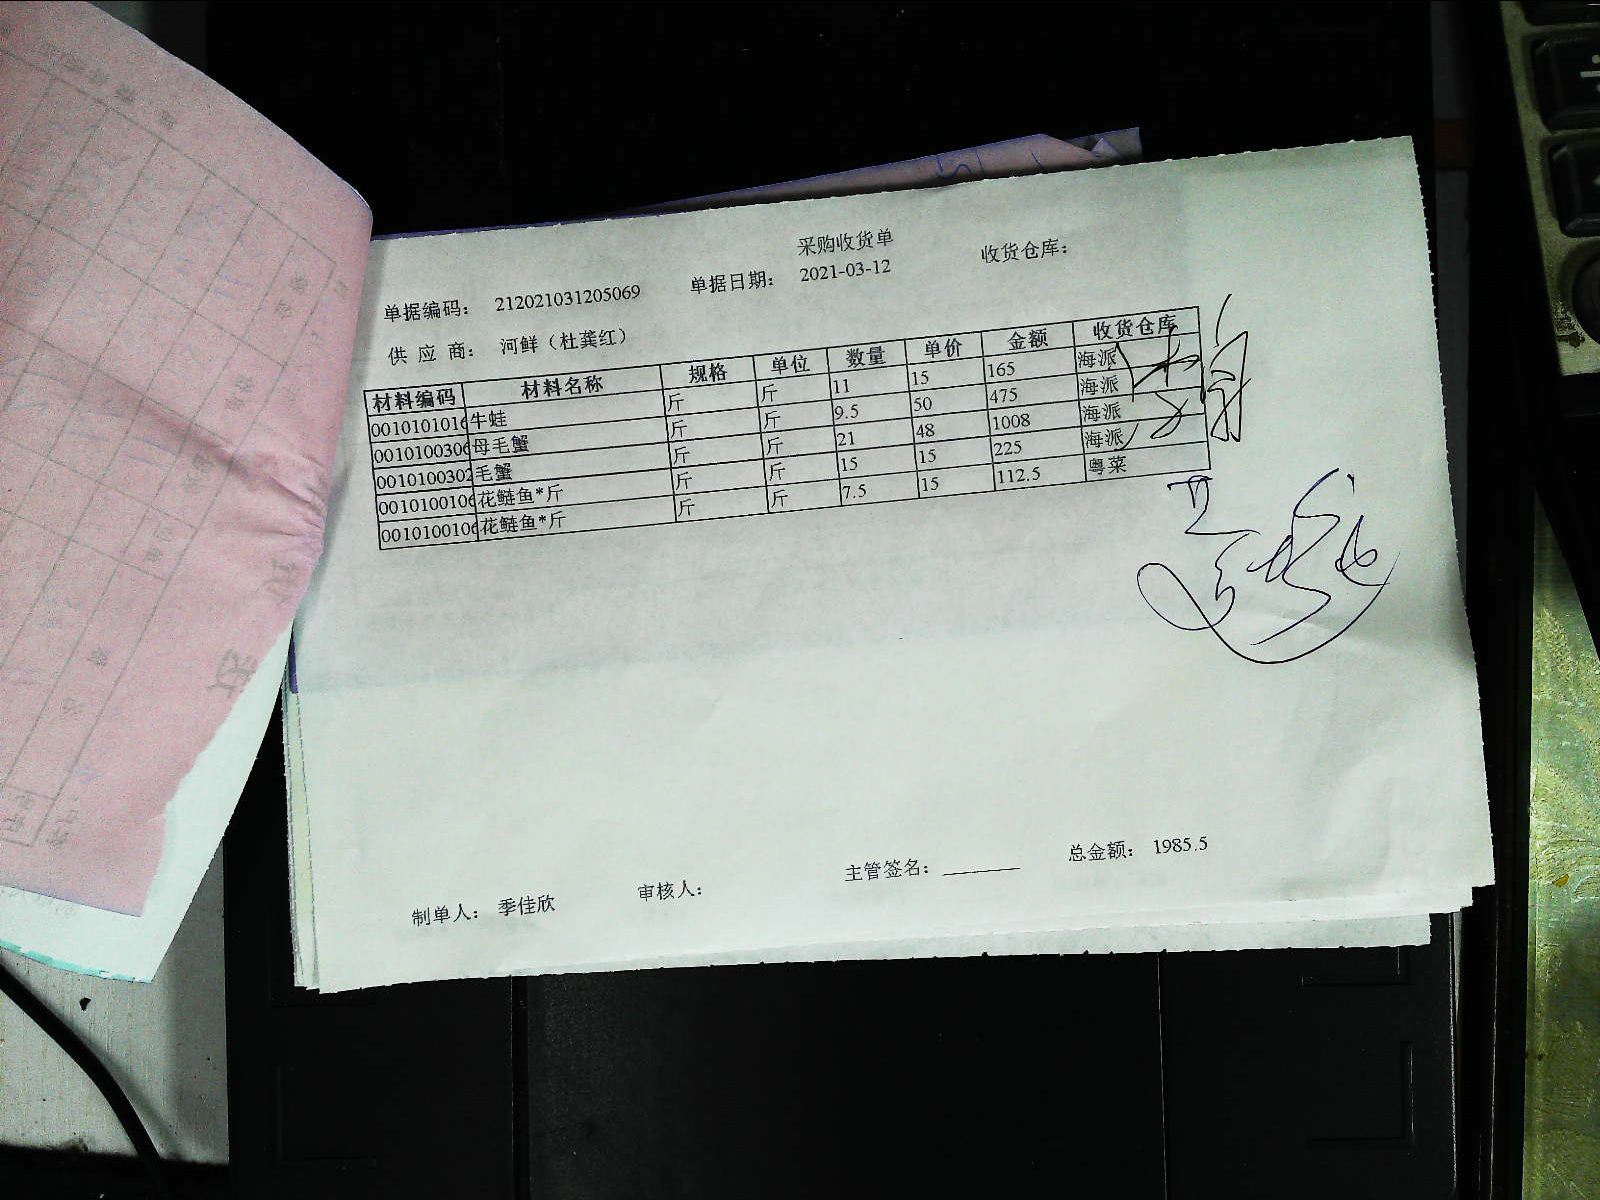 采购收货单
单据编码： 212021031205069 单据日期： 2021-03-12 收货仓库：
供 应 商： 河鲜（杜龚红）
材料编码 材料名称 规格 单位 数量 单价 金额 收货仓库
001010101 牛蛙 斤 斤 11 15 165 海派
0010100306 母毛蟹 斤 斤 9.5 50 475 海派
0010100302 毛蟹 斤 斤 21 48 1008 海派
0010100106 花鲢鱼*斤 斤 斤 15 15 225 海派
0010100106 花鲢鱼*斤 斤 斤 7.5 15 112.5 粤菜
制单人： 季佳欣 审核人： 主管签名： 总金额： 1985.5